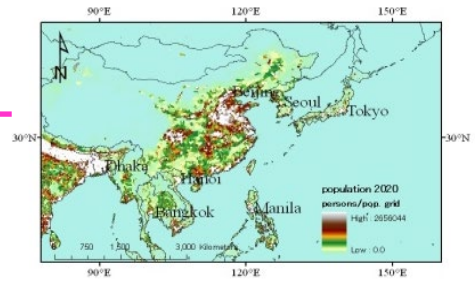 90°E 120°E 150°E
N
Beijing
Seoul
Tokyo
30°N 30°N
Dhaka
Hanoi
population 2020
persons/pop. grid
Bangkok
Manila
High : 2656044
750 1,500 3,000 Kilometers
Low : 0.0
90°E 120°E 150°E